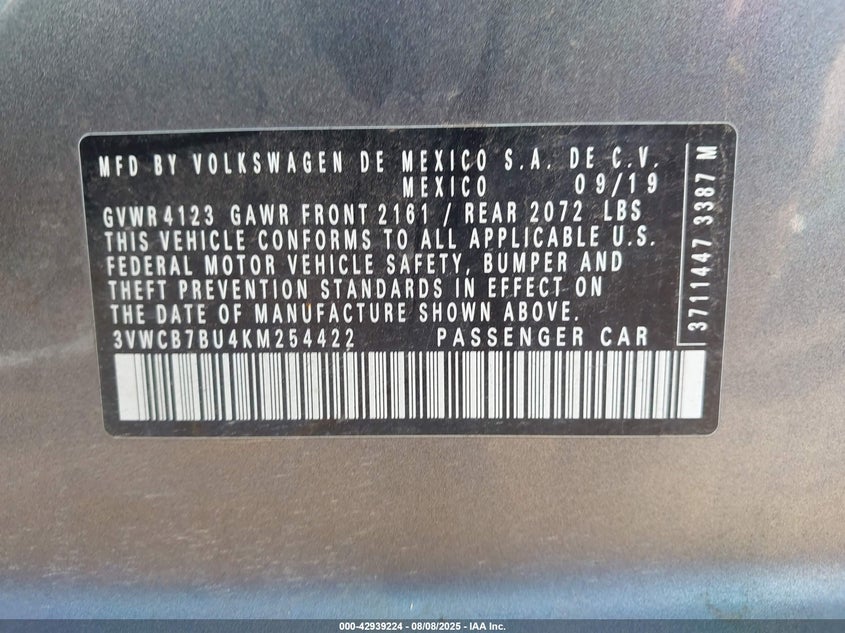 MFD BY VOLKSWAGEN DE MEXICO S.A. DE C.V.
MEXICO 09/19
GVWR 4123 GAWR FRONT 2161 / REAR 2072 LBS
THIS VEHICLE CONFORMS TO ALL APPLICABLE U.S.
FEDERAL MOTOR VEHICLE SAFETY, BUMPER AND
THEFT PREVENTION STANDARDS IN EFFECT ON
THE DATE OF MANUFACTURE SHOWN ABOVE.
3VWCB7BU4KM254422 PASSENGER CAR
3711447 3387 M
000-42939224 | 08/08/2025 - IAA Inc.